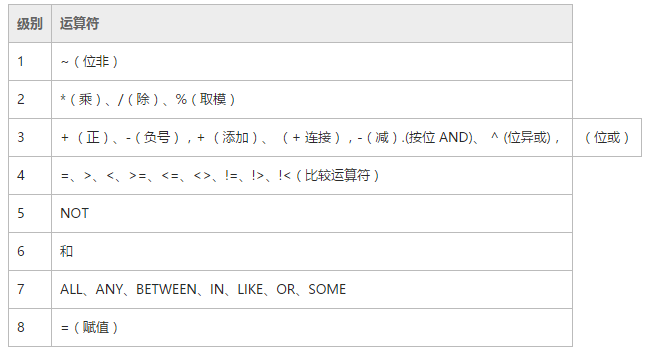 级别 运算符
1 ~（位非）
2 *（乘）、/（除）、%（取模）
3 +（正）、-（负号），+（添加）、（+ 连接），-（减）.(按位 AND)、^ (位异或)， （位或）
4 =、>、<、>=、<=、<>、!=、!>、!<（比较运算符）
5 NOT
6 和
7 ALL、ANY、BETWEEN、IN、LIKE、OR、SOME
8 =（赋值）